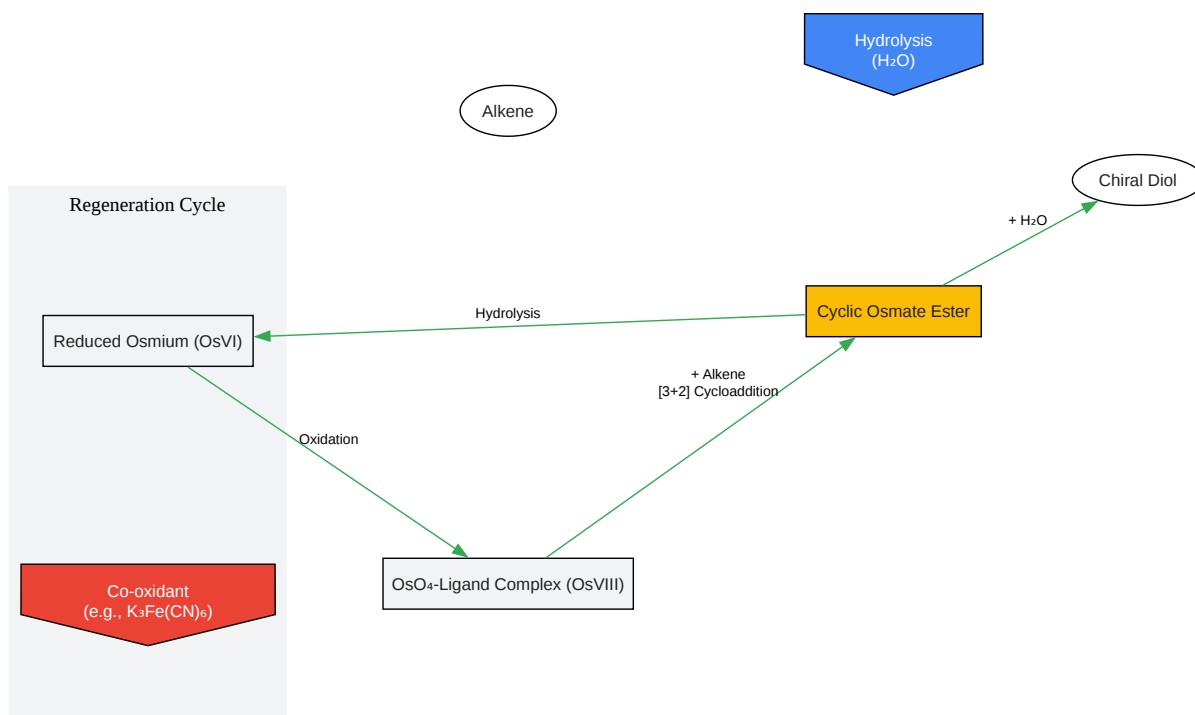 Hydrolysis
(H₂O)
Alkene
Chiral Diol
Regeneration Cycle
+ H₂O
Cyclic Osmate Ester
Hydrolysis
Reduced Osmium (OsVI)
+ Alkene
[3+2] Cycloaddition
Oxidation
OsO₄-Ligand Complex (OsVIII)
Co-oxidant
(e.g., K₃Fe(CN)₆)